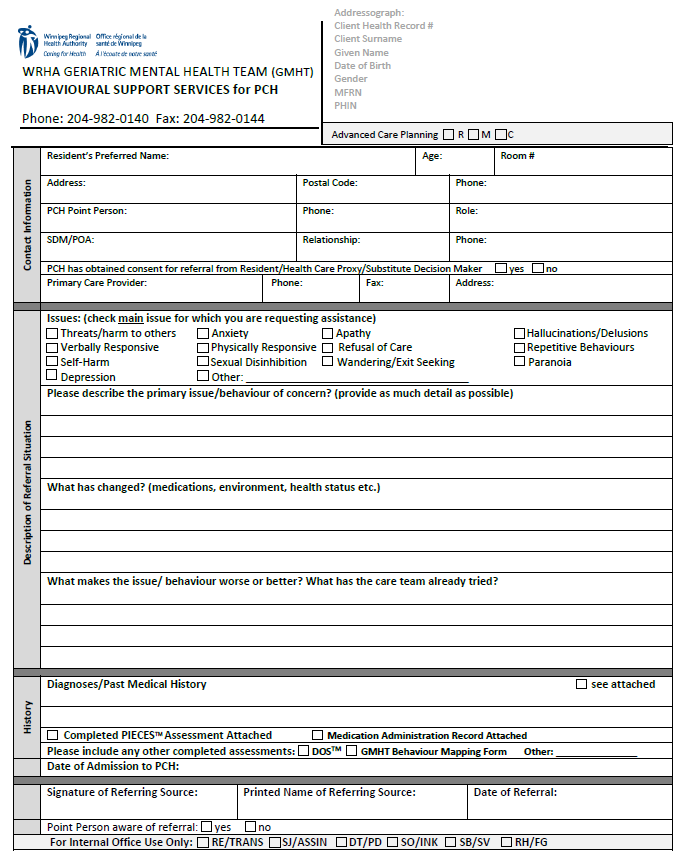 Winnipeg Regional Health Authority
Office régional de la santé de Winnipeg
Caring for Health
À l'écoute de notre santé
WRHA GERIATRIC MENTAL HEALTH TEAM (GMHT)
BEHAVIOURAL SUPPORT SERVICES for PCH
Phone: 204-982-0140 Fax: 204-982-0144
Addressograph:
Client Health Record #
Client Surname
Given Name
Date of Birth
Gender
MFRN
PHIN
Advanced Care Planning R M C
Contact Information
Resident's Preferred Name: Age: Room #
Address: Postal Code: Phone:
PCH Point Person: Phone: Role:
SDM/POA: Relationship: Phone:
PCH has obtained consent for referral from Resident/Health Care Proxy/Substitute Decision Maker yes no
Primary Care Provider: Phone: Fax: Address:
Description of Referral Situation
Issues: (check main issue for which you are requesting assistance)
Threats/harm to others Anxiety Apathy Hallucinations/Delusions
Verbally Responsive Physically Responsive Refusal of Care Repetitive Behaviours
Self-Harm Sexual Disinhibition Wandering/Exit Seeking Paranoia
Depression Other: ____________________
Please describe the primary issue/behaviour of concern? (provide as much detail as possible)
What has changed? (medications, environment, health status etc.)
What makes the issue/ behaviour worse or better? What has the care team already tried?
History
Diagnoses/Past Medical History see attached
Completed PIECES™ Assessment Attached Medication Administration Record Attached
Please include any other completed assessments: DOS™ GMHT Behaviour Mapping Form Other: ______________
Date of Admission to PCH:
Signature of Referring Source: Printed Name of Referring Source: Date of Referral:
Point Person aware of referral: yes no
For Internal Office Use Only: RE/TRANS SJ/ASSIN DT/PD SO/INK SB/SV RH/FG